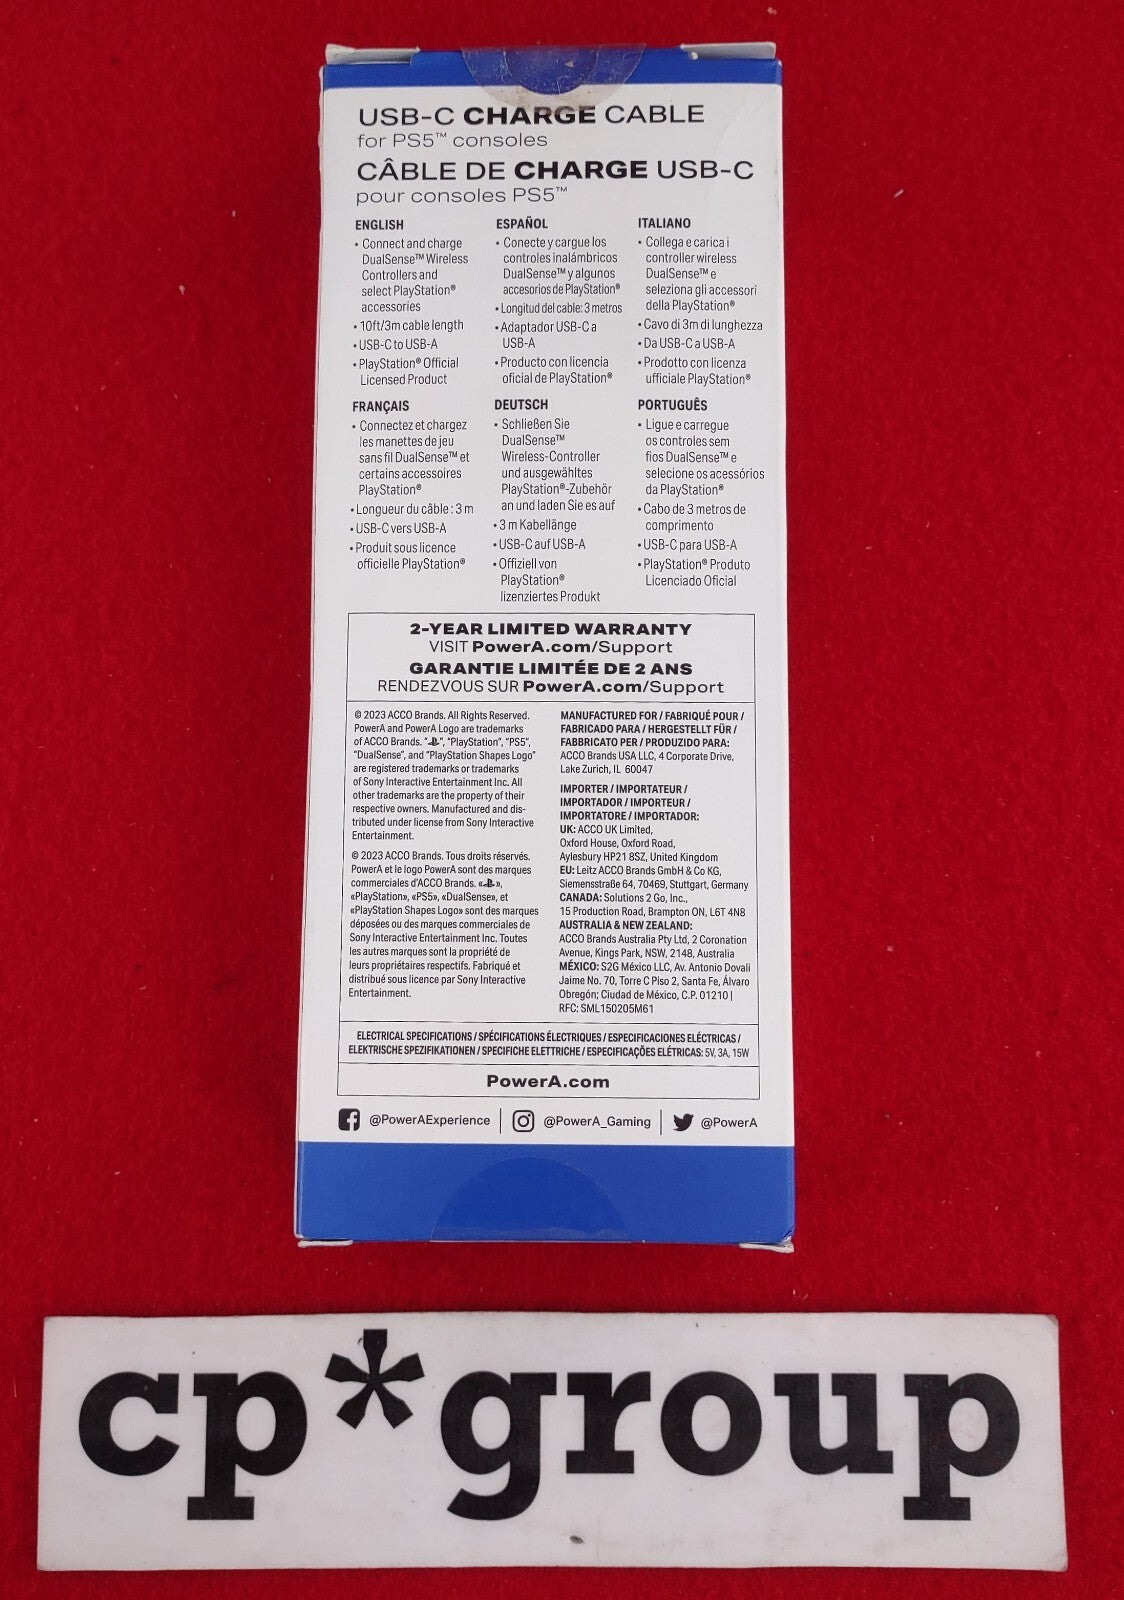 USB-C CHARGE CABLE
for PS5™ consoles
CÂBLE DE CHARGE USB-C
pour consoles PS5™
ENGLISH
• Connect and charge
DualSense™ Wireless
Controllers and
select PlayStation®
accessories
• 10ft/3m cable length
• USB-C to USB-A
• PlayStation® Official
Licensed Product
ESPAÑOL
• Conecte y cargue los
controles inalámbricos
DualSense™ y algunos
accesorios de PlayStation®
• Longitud del cable: 3 metros
• Adaptador USB-C a
USB-A
• Producto con licencia
oficial de PlayStation®
ITALIANO
• Collega e carica i
controller wireless
DualSense™ e
seleziona gli accessori
della PlayStation®
• Cavo di 3m di lunghezza
• Da USB-C a USB-A
• Prodotto con licenza
ufficiale PlayStation®
FRANÇAIS
• Connectez et chargez
les manettes de jeu
sans fil DualSense™ et
certains accessoires
PlayStation®
• Longueur du câble : 3 m
• USB-C vers USB-A
• Produit sous licence
officielle PlayStation®
DEUTSCH
• Schließen Sie
DualSense™
Wireless-Controller
und ausgewähltes
PlayStation®-Zubehör
an und laden Sie es auf
• 3 m Kabellänge
• USB-C auf USB-A
• Offiziell von
PlayStation®
lizenziertes Produkt
PORTUGUÊS
• Ligue e carregue
os controles sem
fios DualSense™ e
selecione os acessórios
da PlayStation®
• Cabo de 3 metros de
comprimento
• USB-C para USB-A
• PlayStation® Produto
Licenciado Oficial
2-YEAR LIMITED WARRANTY
VISIT PowerA.com/Support
GARANTIE LIMITÉE DE 2 ANS
RENDEZVOUS SUR PowerA.com/Support
© 2023 ACCO Brands. All Rights Reserved.
PowerA and PowerA Logo are trademarks
of ACCO Brands. “ ”, “PlayStation”, “PS5”,
“DualSense”, and “PlayStation Shapes Logo”
are registered trademarks or trademarks
of Sony Interactive Entertainment Inc. All
other trademarks are the property of their
respective owners. Manufactured and dis-
tributed under license from Sony Interactive
Entertainment.
© 2023 ACCO Brands. Tous droits réservés.
PowerA et le logo PowerA sont des marques
commerciales d'ACCO Brands. « »,
«PlayStation», «PS5», «DualSense», et
«PlayStation Shapes Logo» sont des marques
déposées ou des marques commerciales de
Sony Interactive Entertainment Inc. Toutes
les autres marques sont la propriété de
leurs propriétaires respectifs. Fabriqué et
distribué sous licence par Sony Interactive
Entertainment.
MANUFACTURED FOR / FABRIQUÉ POUR /
FABRICADO PARA / HERGESTELLT FÜR /
FABBRICATO PER / PRODUZIDO PARA:
ACCO Brands USA LLC, 4 Corporate Drive,
Lake Zurich, IL 60047
IMPORTER / IMPORTATEUR /
IMPORTADOR / IMPORTEUR /
IMPORTATORE / IMPORTADOR:
UK: ACCO UK Limited,
Oxford House, Oxford Road,
Aylesbury HP21 8SZ, United Kingdom
EU: Leitz ACCO Brands GmbH & Co KG,
Siemensstraße 64, 70469, Stuttgart, Germany
CANADA: Solutions 2 Go, Inc.,
15 Production Road, Brampton ON, L6T 4N8
AUSTRALIA & NEW ZEALAND:
ACCO Brands Australia Pty Ltd, 2 Coronation
Avenue, Kings Park, NSW, 2148, Australia
MÉXICO: S2G México LLC, Av. Antonio Dovali
Jaime No. 70, Torre C Piso 2, Santa Fe, Álvaro
Obregón; Ciudad de México, C.P. 01210 |
RFC: SML150205M61
ELECTRICAL SPECIFICATIONS / SPÉCIFICATIONS ÉLECTRIQUES / ESPECIFICACIONES ELÉCTRICAS /
ELEKTRISCHE SPEZIFIKATIONEN / SPECIFICHE ELETTRICHE / ESPECIFICAÇÕES ELÉTRICAS: 5V, 3A, 15W
PowerA.com
@PowerAExperience | @PowerA_Gaming | @PowerA
cp*group